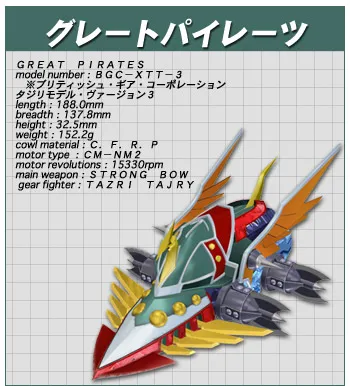 グレートパイレーツ
ＧＲＥＡＴ　ＰＩＲＡＴＥＳ
model number : ＢＧＣ－ＸＴＴ－３
※ブリティッシュ・ギア・コーポレーション
タジリモデル・ヴァージョン３
length : 188.0mm
breadth : 137.8mm
height : 32.5mm
weight : 152.2g
cowl material : Ｃ．Ｆ．Ｒ．Ｐ
motor type : ＣＭ－ＮＭ２
motor revolutions : 15330rpm
main weapon : ＳＴＲＯＮＧ　ＢＯＷ
gear fighter : ＴＡＺＲＩ　ＴＡＪＲＹ